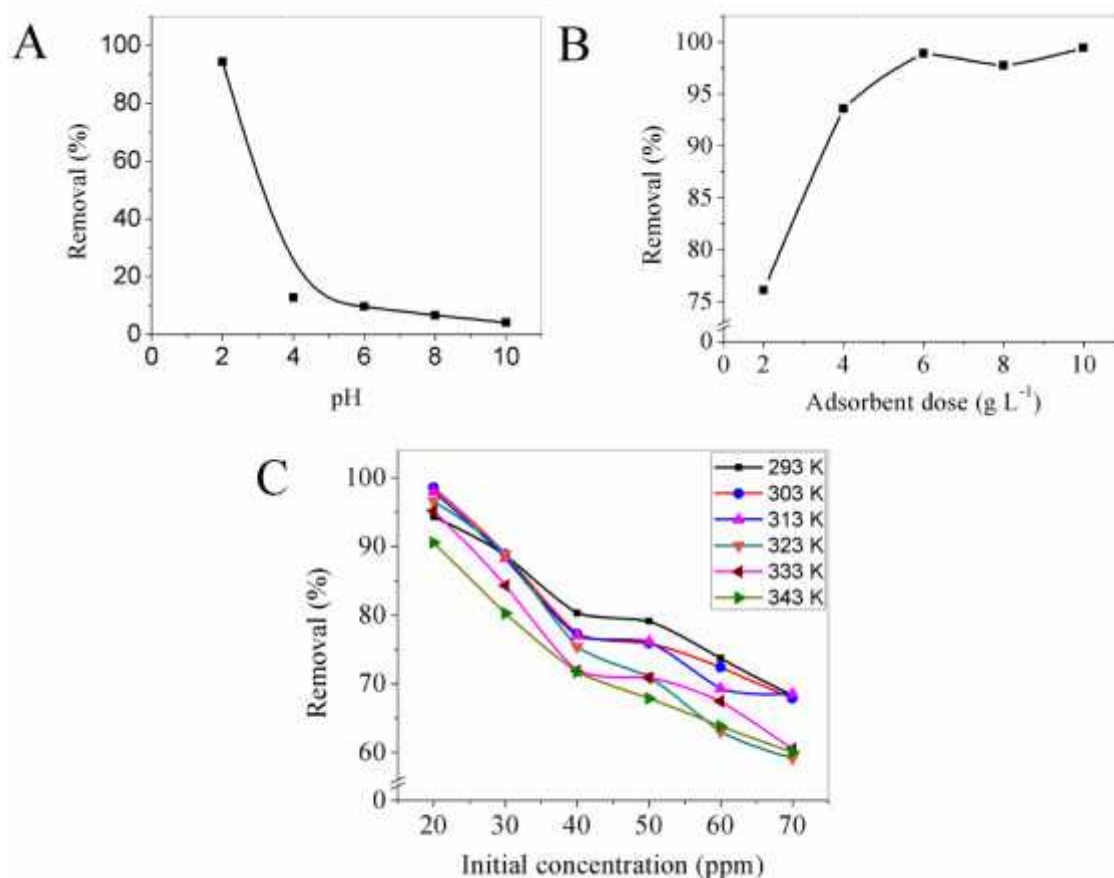 A
Removal (%)
100
80
60
40
20
0
0 2 4 6 8 10
pH
B
Removal (%)
100
95
90
85
80
75
0
0 2 4 6 8 10
Adsorbent dose (g L⁻¹)
C
Removal (%)
100
90
80
70
60
0
293 K
303 K
313 K
323 K
333 K
343 K
20 30 40 50 60 70
Initial concentration (ppm)